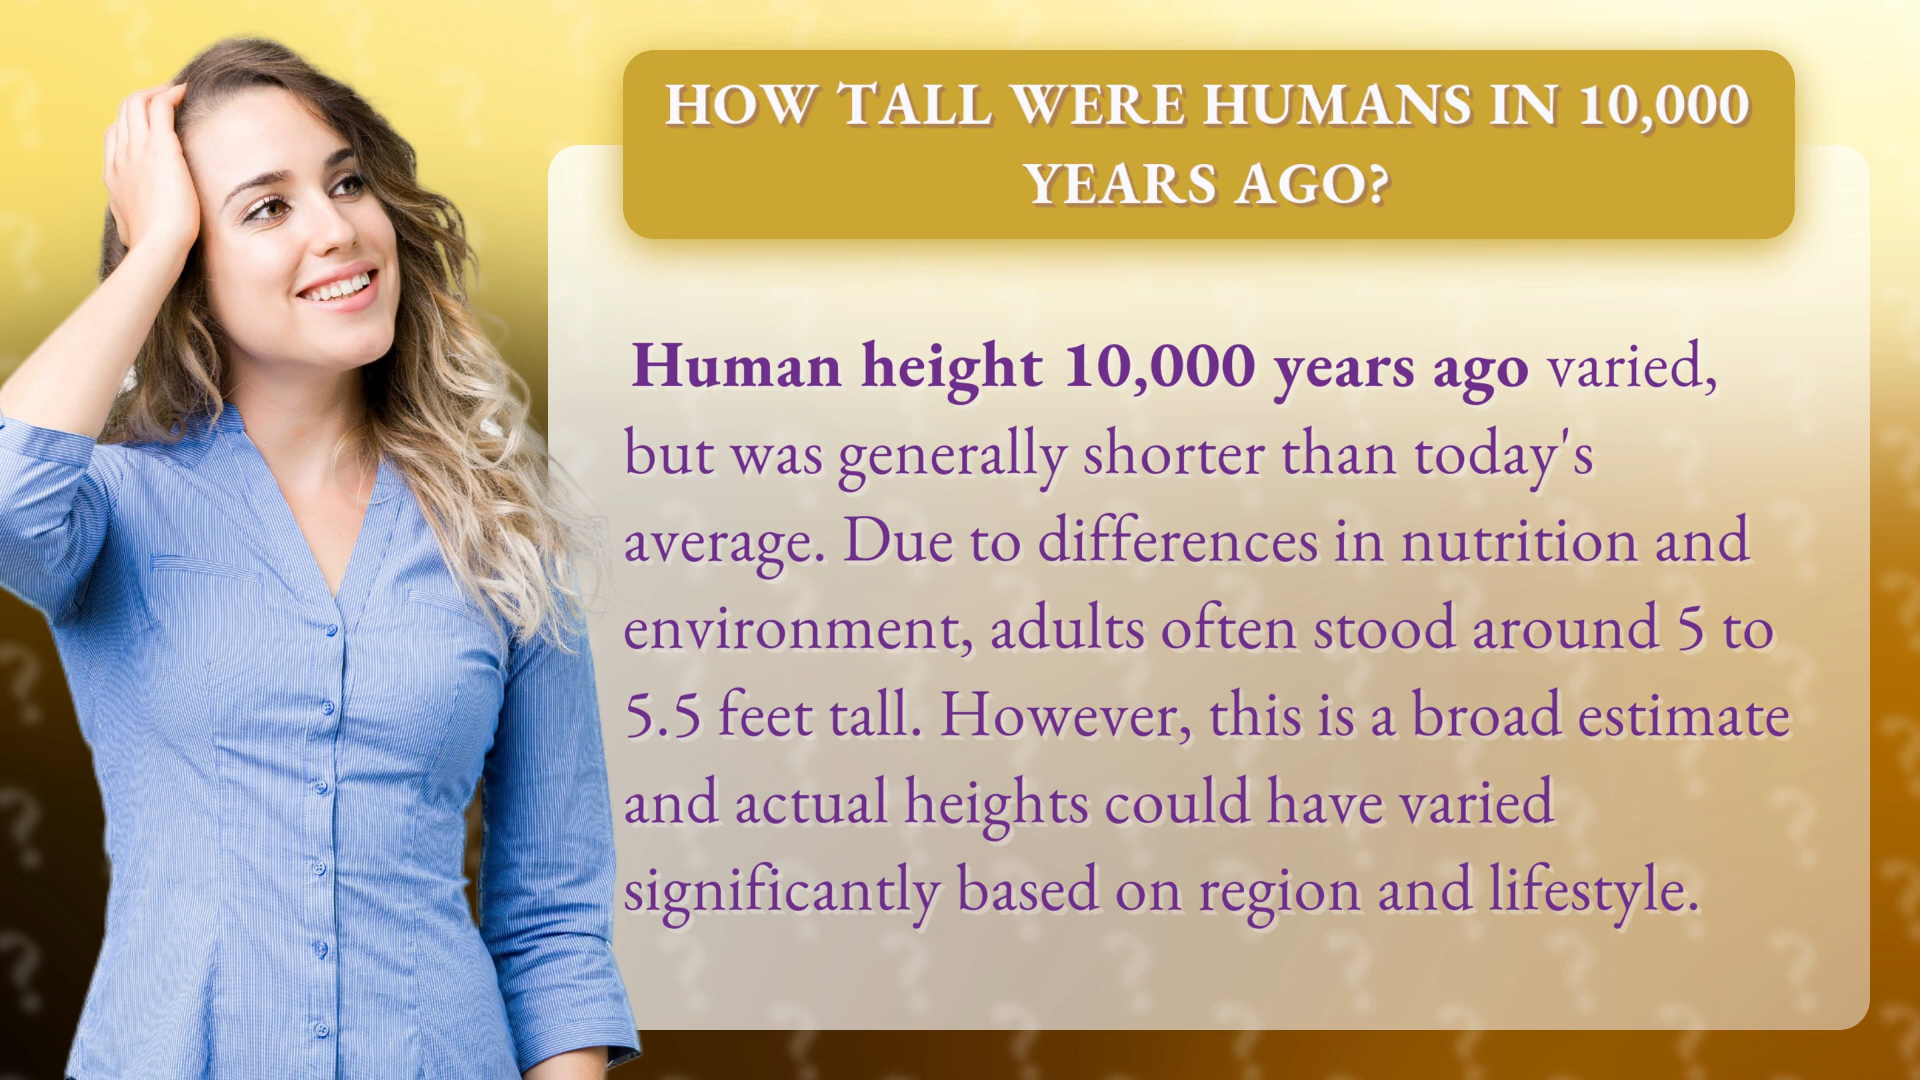 HOW TALL WERE HUMANS IN 10,000
YEARS AGO?
Human height 10,000 years ago varied,
but was generally shorter than today's
average. Due to differences in nutrition and
environment, adults often stood around 5 to
5.5 feet tall. However, this is a broad estimate
and actual heights could have varied
significantly based on region and lifestyle.